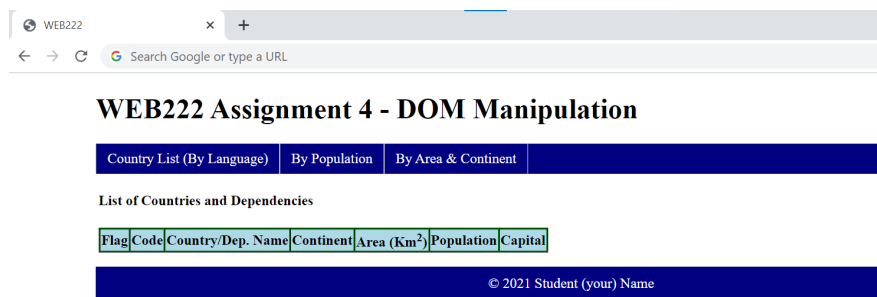 WEB222
Search Google or type a URL
WEB222 Assignment 4 - DOM Manipulation
Country List (By Language) By Population By Area & Continent
List of Countries and Dependencies
Flag Code Country/Dep. Name Continent Area (Km²) Population Capital
© 2021 Student (your) Name